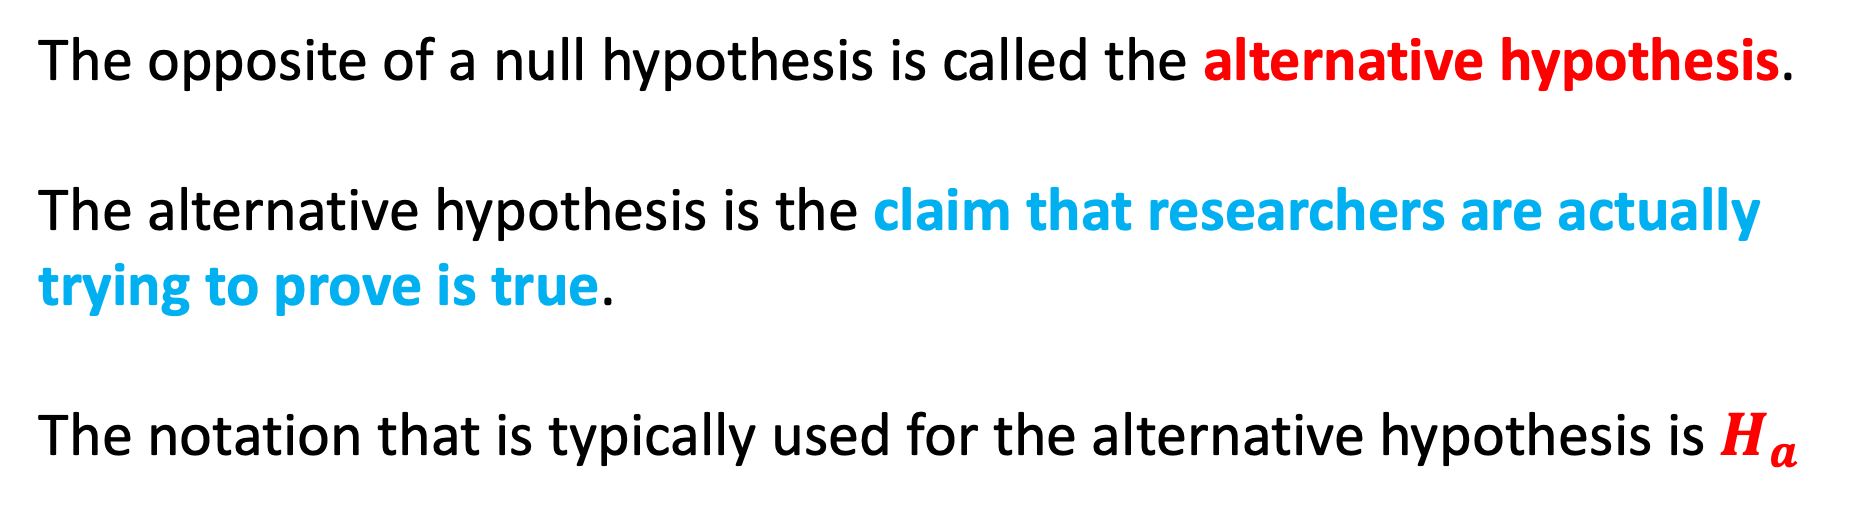 The opposite of a null hypothesis is called the alternative hypothesis.
The alternative hypothesis is the claim that researchers are actually
trying to prove is true.
The notation that is typically used for the alternative hypothesis is Hₐ